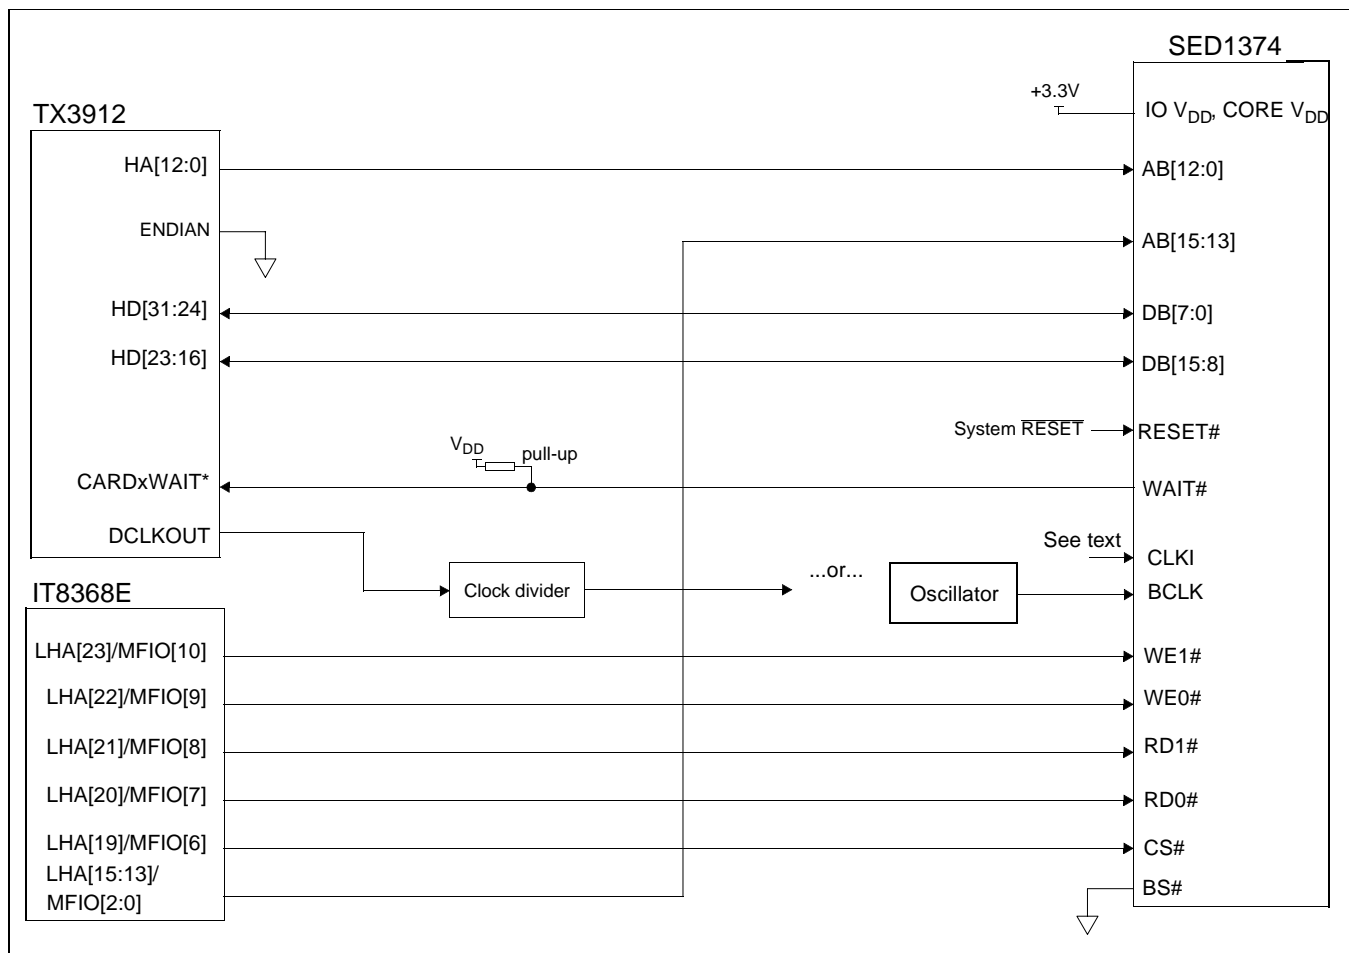 SED1374
+3.3V
IO VDD, CORE VDD
TX3912
HA[12:0]
AB[12:0]
ENDIAN
AB[15:13]
HD[31:24]
DB[7:0]
HD[23:16]
DB[15:8]
System RESET
RESET#
VDD
pull-up
CARDxWAIT*
WAIT#
DCLKOUT
See text
CLKI
...or...
IT8368E
Clock divider
Oscillator
BCLK
LHA[23]/MFIO[10]
WE1#
LHA[22]/MFIO[9]
WE0#
LHA[21]/MFIO[8]
RD1#
LHA[20]/MFIO[7]
RD0#
LHA[19]/MFIO[6]
CS#
LHA[15:13]/
MFIO[2:0]
BS#